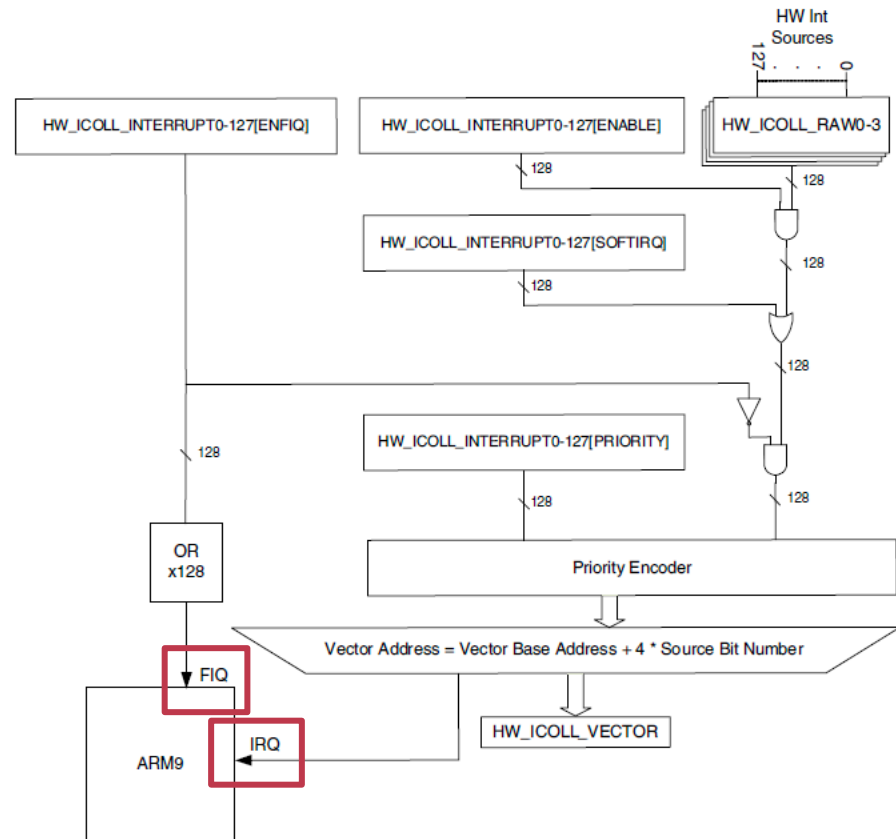 HW Int
Sources
127 . . . 0
HW_ICOLL_INTERRUPT0-127[ENFIQ]
HW_ICOLL_INTERRUPT0-127[ENABLE]
HW_ICOLL_RAW0-3
128
128
HW_ICOLL_INTERRUPT0-127[SOFTIRQ]
128
128
128
HW_ICOLL_INTERRUPT0-127[PRIORITY]
128
128
128
OR
x128
Priority Encoder
Vector Address = Vector Base Address + 4 * Source Bit Number
FIQ
HW_ICOLL_VECTOR
IRQ
ARM9